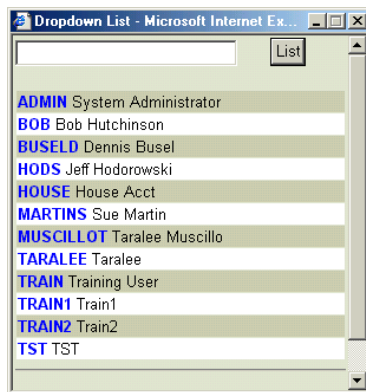 Dropdown List - Microsoft Internet Ex...
List
ADMIN System Administrator
BOB Bob Hutchinson
BUSELD Dennis Busel
HODS Jeff Hodorowski
HOUSE House Acct
MARTINS Sue Martin
MUSCILLOT Taralee Muscillo
TARALEE Taralee
TRAIN Training User
TRAIN1 Train1
TRAIN2 Train2
TST TST